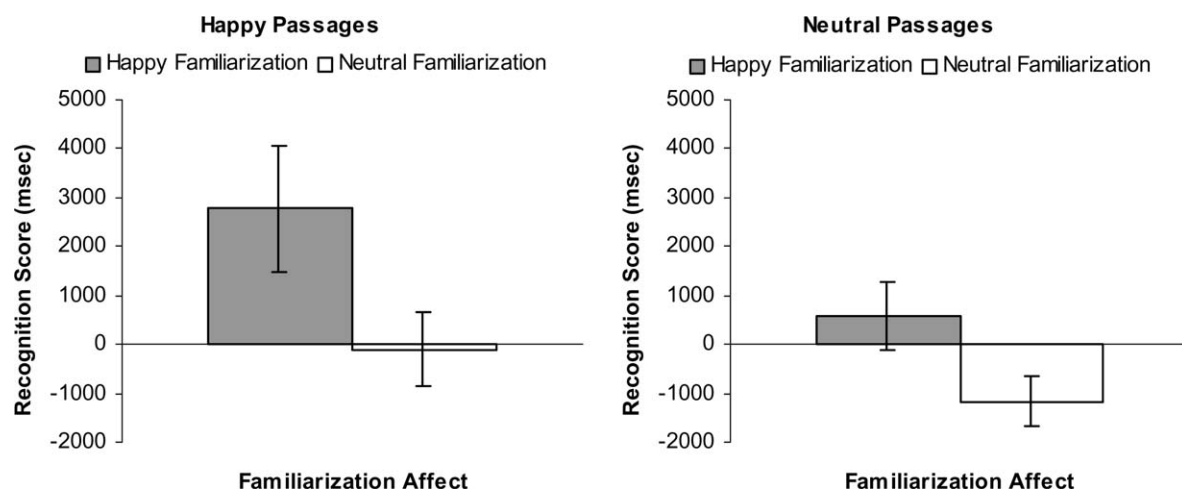 Happy Passages
Happy Familiarization Neutral Familiarization
Recognition Score (msec)
5000
4000
3000
2000
1000
0
-1000
-2000
Familiarization Affect
Neutral Passages
Happy Familiarization Neutral Familiarization
Recognition Score (msec)
5000
4000
3000
2000
1000
0
-1000
-2000
Familiarization Affect